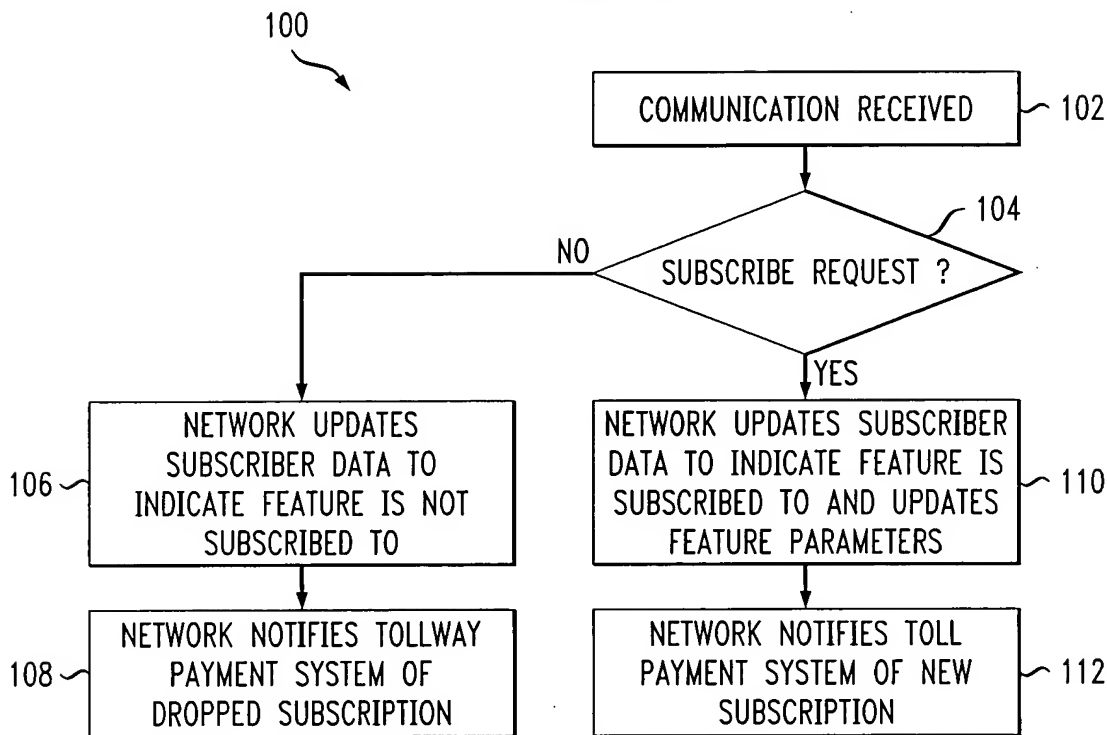 100
COMMUNICATION RECEIVED
102
104
SUBSCRIBE REQUEST ?
NO
YES
NETWORK UPDATES
SUBSCRIBER DATA TO
INDICATE FEATURE IS NOT
SUBSCRIBED TO
106
NETWORK UPDATES SUBSCRIBER
DATA TO INDICATE FEATURE IS
SUBSCRIBED TO AND UPDATES
FEATURE PARAMETERS
110
NETWORK NOTIFIES TOLLWAY
PAYMENT SYSTEM OF
DROPPED SUBSCRIPTION
108
NETWORK NOTIFIES TOLL
PAYMENT SYSTEM OF NEW
SUBSCRIPTION
112